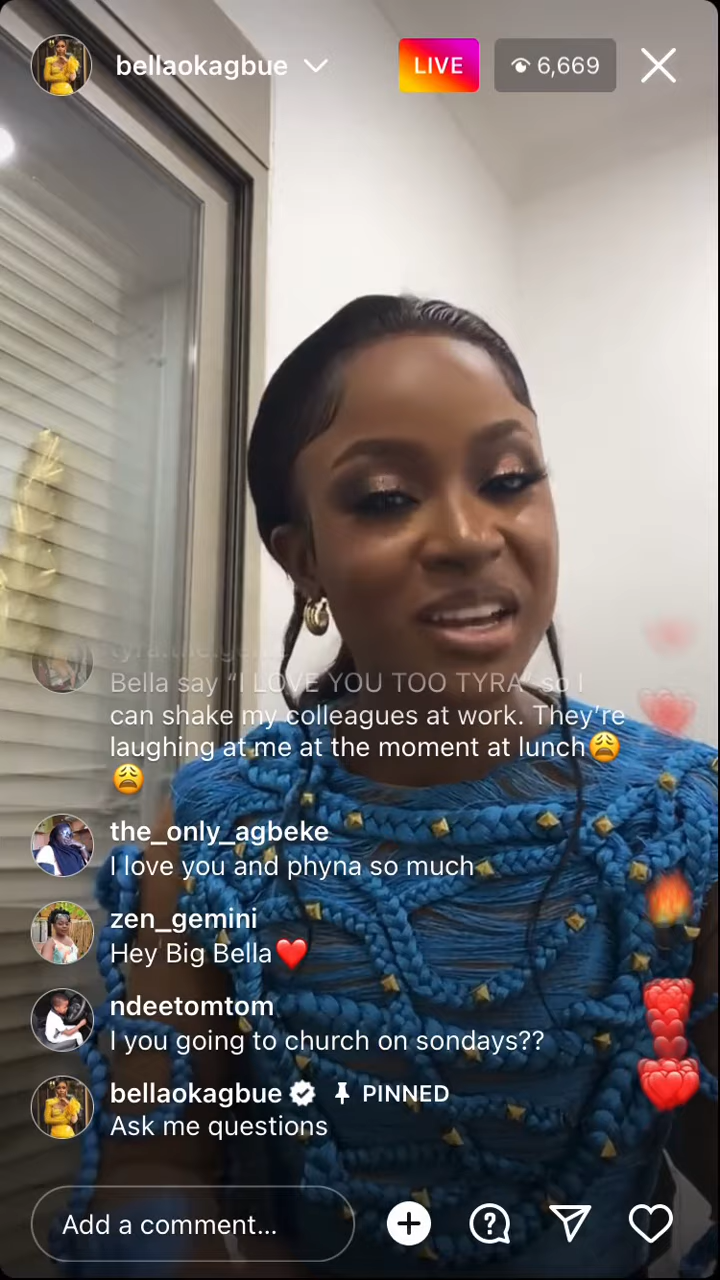 bellaokagbue
LIVE
6,669
Bella say “I LOVE YOU TOO TYRA” so I
can shake my colleagues at work. They’re
laughing at me at the moment at lunch😩
😩
the_only_agbeke
I love you and phyna so much
zen_gemini
Hey Big Bella❤️
ndeetomtom
I you going to church on sondays??
bellaokagbue PINNED
Ask me questions
Add a comment...